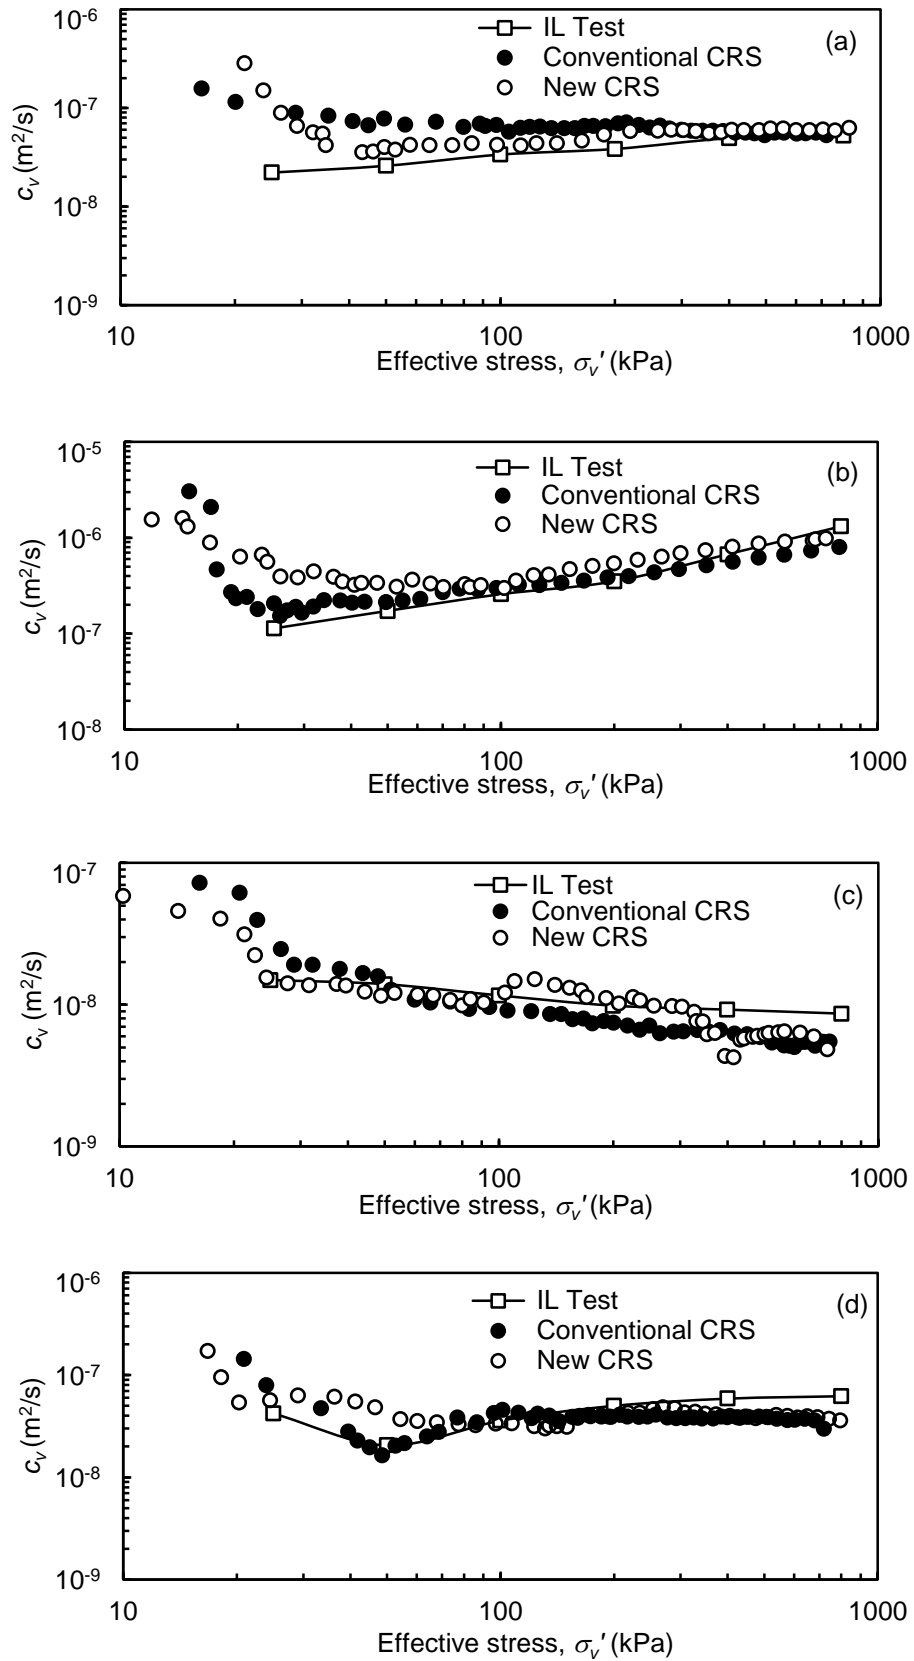 10-6
IL Test
(a)
Conventional CRS
New CRS
10-7
cv (m2/s)
10-8
10-9
10
100
1000
Effective stress, σv' (kPa)
10-5
IL Test
(b)
Conventional CRS
New CRS
10-6
cv (m2/s)
10-7
10-8
10
100
1000
Effective stress, σv' (kPa)
10-7
IL Test
(c)
Conventional CRS
New CRS
cv (m2/s)
10-8
10-9
10
100
1000
Effective stress, σv' (kPa)
10-6
IL Test
(d)
Conventional CRS
New CRS
10-7
cv (m2/s)
10-8
10-9
10
100
1000
Effective stress, σv' (kPa)